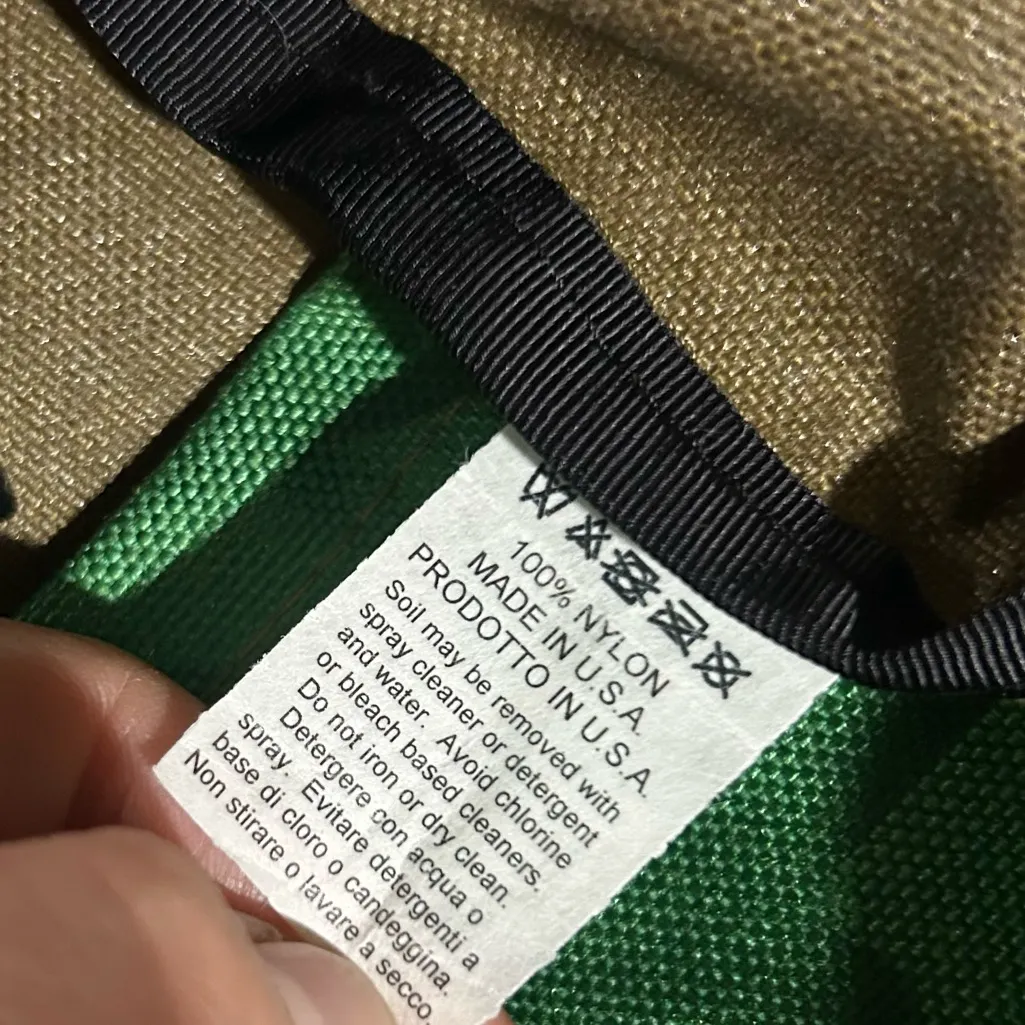 100% NYLON
MADE IN U.S.A.
PRODOTTO IN U.S.A.
Soil may be removed with
spray cleaner or detergent
and water. Avoid chlorine
or bleach based cleaners.
Do not iron or dry clean.
Detergere con acqua o
spray. Evitare detergenti a
base di cloro o candeggina.
Non stirare o lavare a secco.